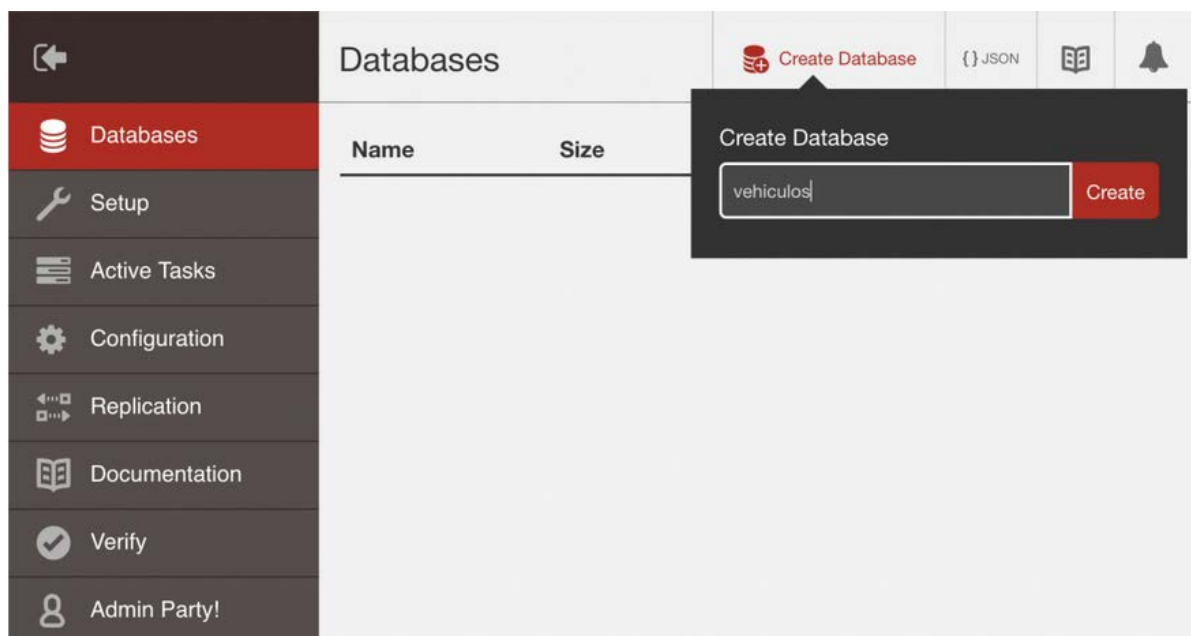 Databases
Create Database
{ } JSON
Databases
Setup
Active Tasks
Configuration
Replication
Documentation
Verify
Admin Party!
Name Size
Create Database
vehiculos
Create